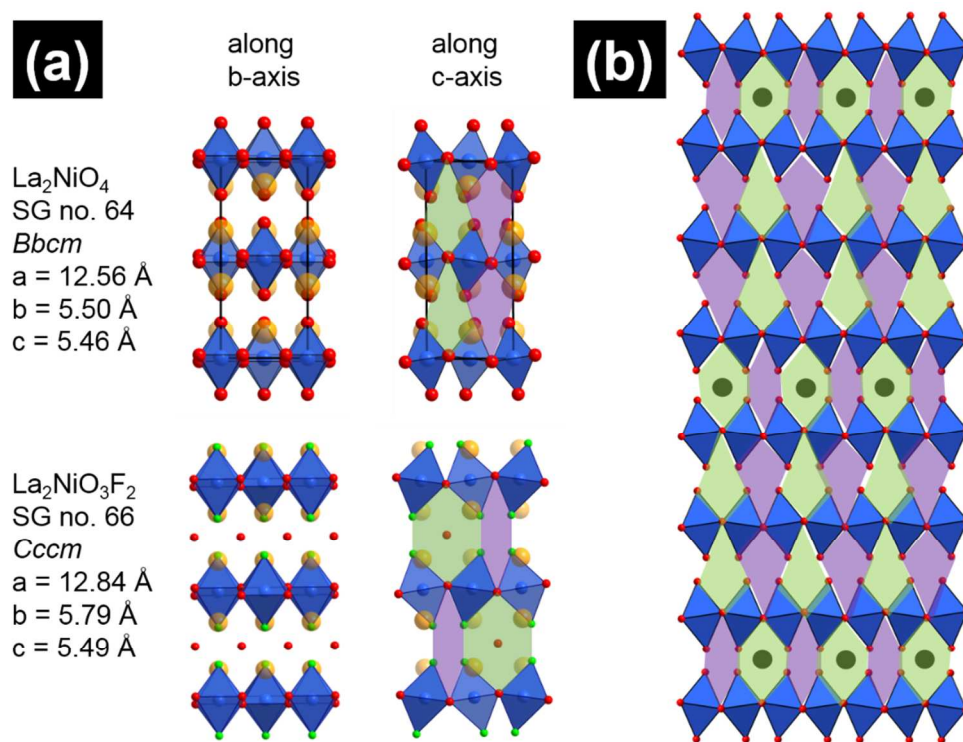 (a)
along
b-axis
along
c-axis
(b)
La₂NiO₄
SG no. 64
Bbcm
a = 12.56 Å
b = 5.50 Å
c = 5.46 Å
La₂NiO₃F₂
SG no. 66
Cccm
a = 12.84 Å
b = 5.79 Å
c = 5.49 Å